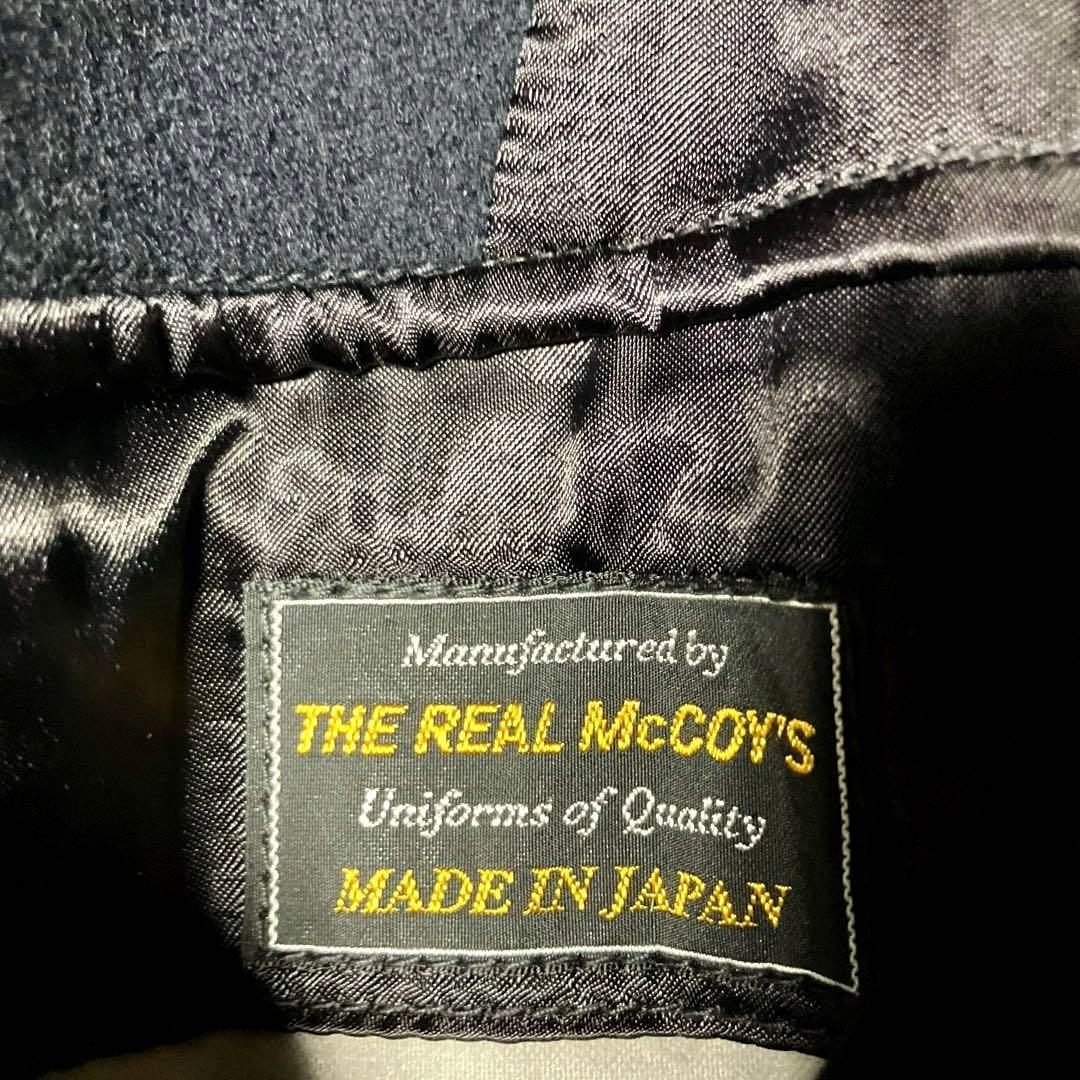 Manufactured by
THE REAL McCOY'S
Uniforms of Quality
MADE IN JAPAN